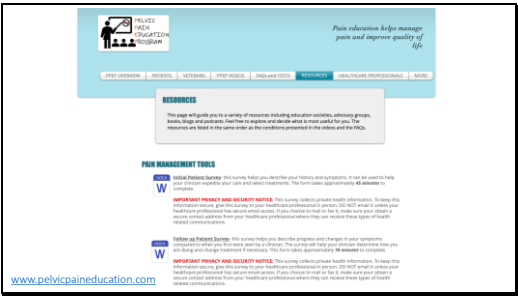 PELVIC
PAIN
EDUCATION
PROGRAM
Pain education helps manage
pain and improve quality of
life
PPEP OVERVIEW PATIENTS VETERANS PPEP VIDEOS FAQs and TESTS RESOURCES HEALTHCARE PROFESSIONALS MORE
RESOURCES
This page will guide you to a variety of resources including education societies, advocacy groups,
books, blogs and podcasts. Feel free to explore and decide what is most useful for you. The
resources are listed in the same order as the conditions presented in the videos and the FAQs.
PAIN MANAGEMENT TOOLS
DOCX
W
Initial Patient Survey- this survey helps you describe your history and symptoms. It can be used to help
your clinician expedite your care and select treatments. The form takes approximately 45 minutes to
complete.
IMPORTANT PRIVACY AND SECURITY NOTICE: This survey collects private health information. To keep this
information secure, give this survey to your healthcare professional in person. DO NOT email it unless your
healthcare professional has secure email access. If you choose to mail or fax it, make sure your obtain a
secure contact address from your healthcare professional where they can receive these types of health
related communications.
DOCX
W
Follow up Patient Survey- this survey helps you describe progress and changes in your symptoms
compared to when you first were seen by a clinician. The survey will help your clinician determine how you
are doing and change treatment if necessary. This form takes approximately 10 minutes to complete.
IMPORTANT PRIVACY AND SECURITY NOTICE: This survey collects private health information. To keep this
information secure, give this survey to your healthcare professional in person. DO NOT email it unless your
healthcare professional has secure email access. If you choose to mail or fax it, make sure your obtain a
secure contact address from your healthcare professional where they can receive these types of health
related communications.
www.pelvicpaineducation.com